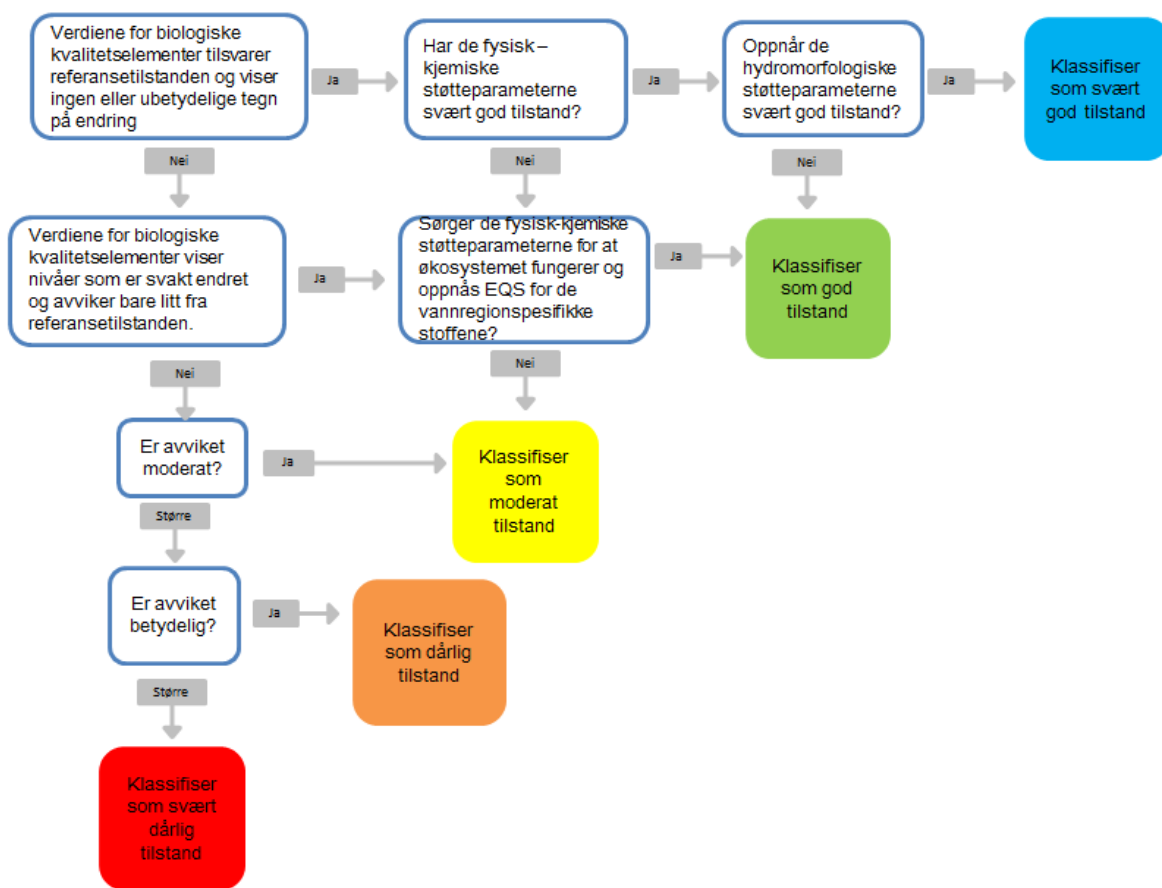 Verdiene for biologiske
kvalitetselementer tilsvarer
referansetilstanden og viser
ingen eller ubetydelige tegn
på endring
Ja
Har de fysisk –
kjemiske
støtteparameterne
svært god tilstand?
Ja
Oppnår de
hydromorfologiske
støtteparameterne
svært god tilstand?
Ja
Klassifiser
som svært
god tilstand
Nei
Nei
Nei
Verdiene for biologiske
kvalitetselementer viser
nivåer som er svakt endret
og avviker bare litt fra
referansetilstanden.
Ja
Sørger de fysisk-kjemiske
støtteparameterne for at
økosystemet fungerer og
oppnås EQS for de
vannregionspesifikke
stoffene?
Ja
Klassifiser
som god
tilstand
Nei
Nei
Er avviket
moderat?
Ja
Klassifiser
som
moderat
tilstand
Større
Er avviket
betydelig?
Ja
Klassifiser
som dårlig
tilstand
Større
Klassifiser
som svært
dårlig
tilstand